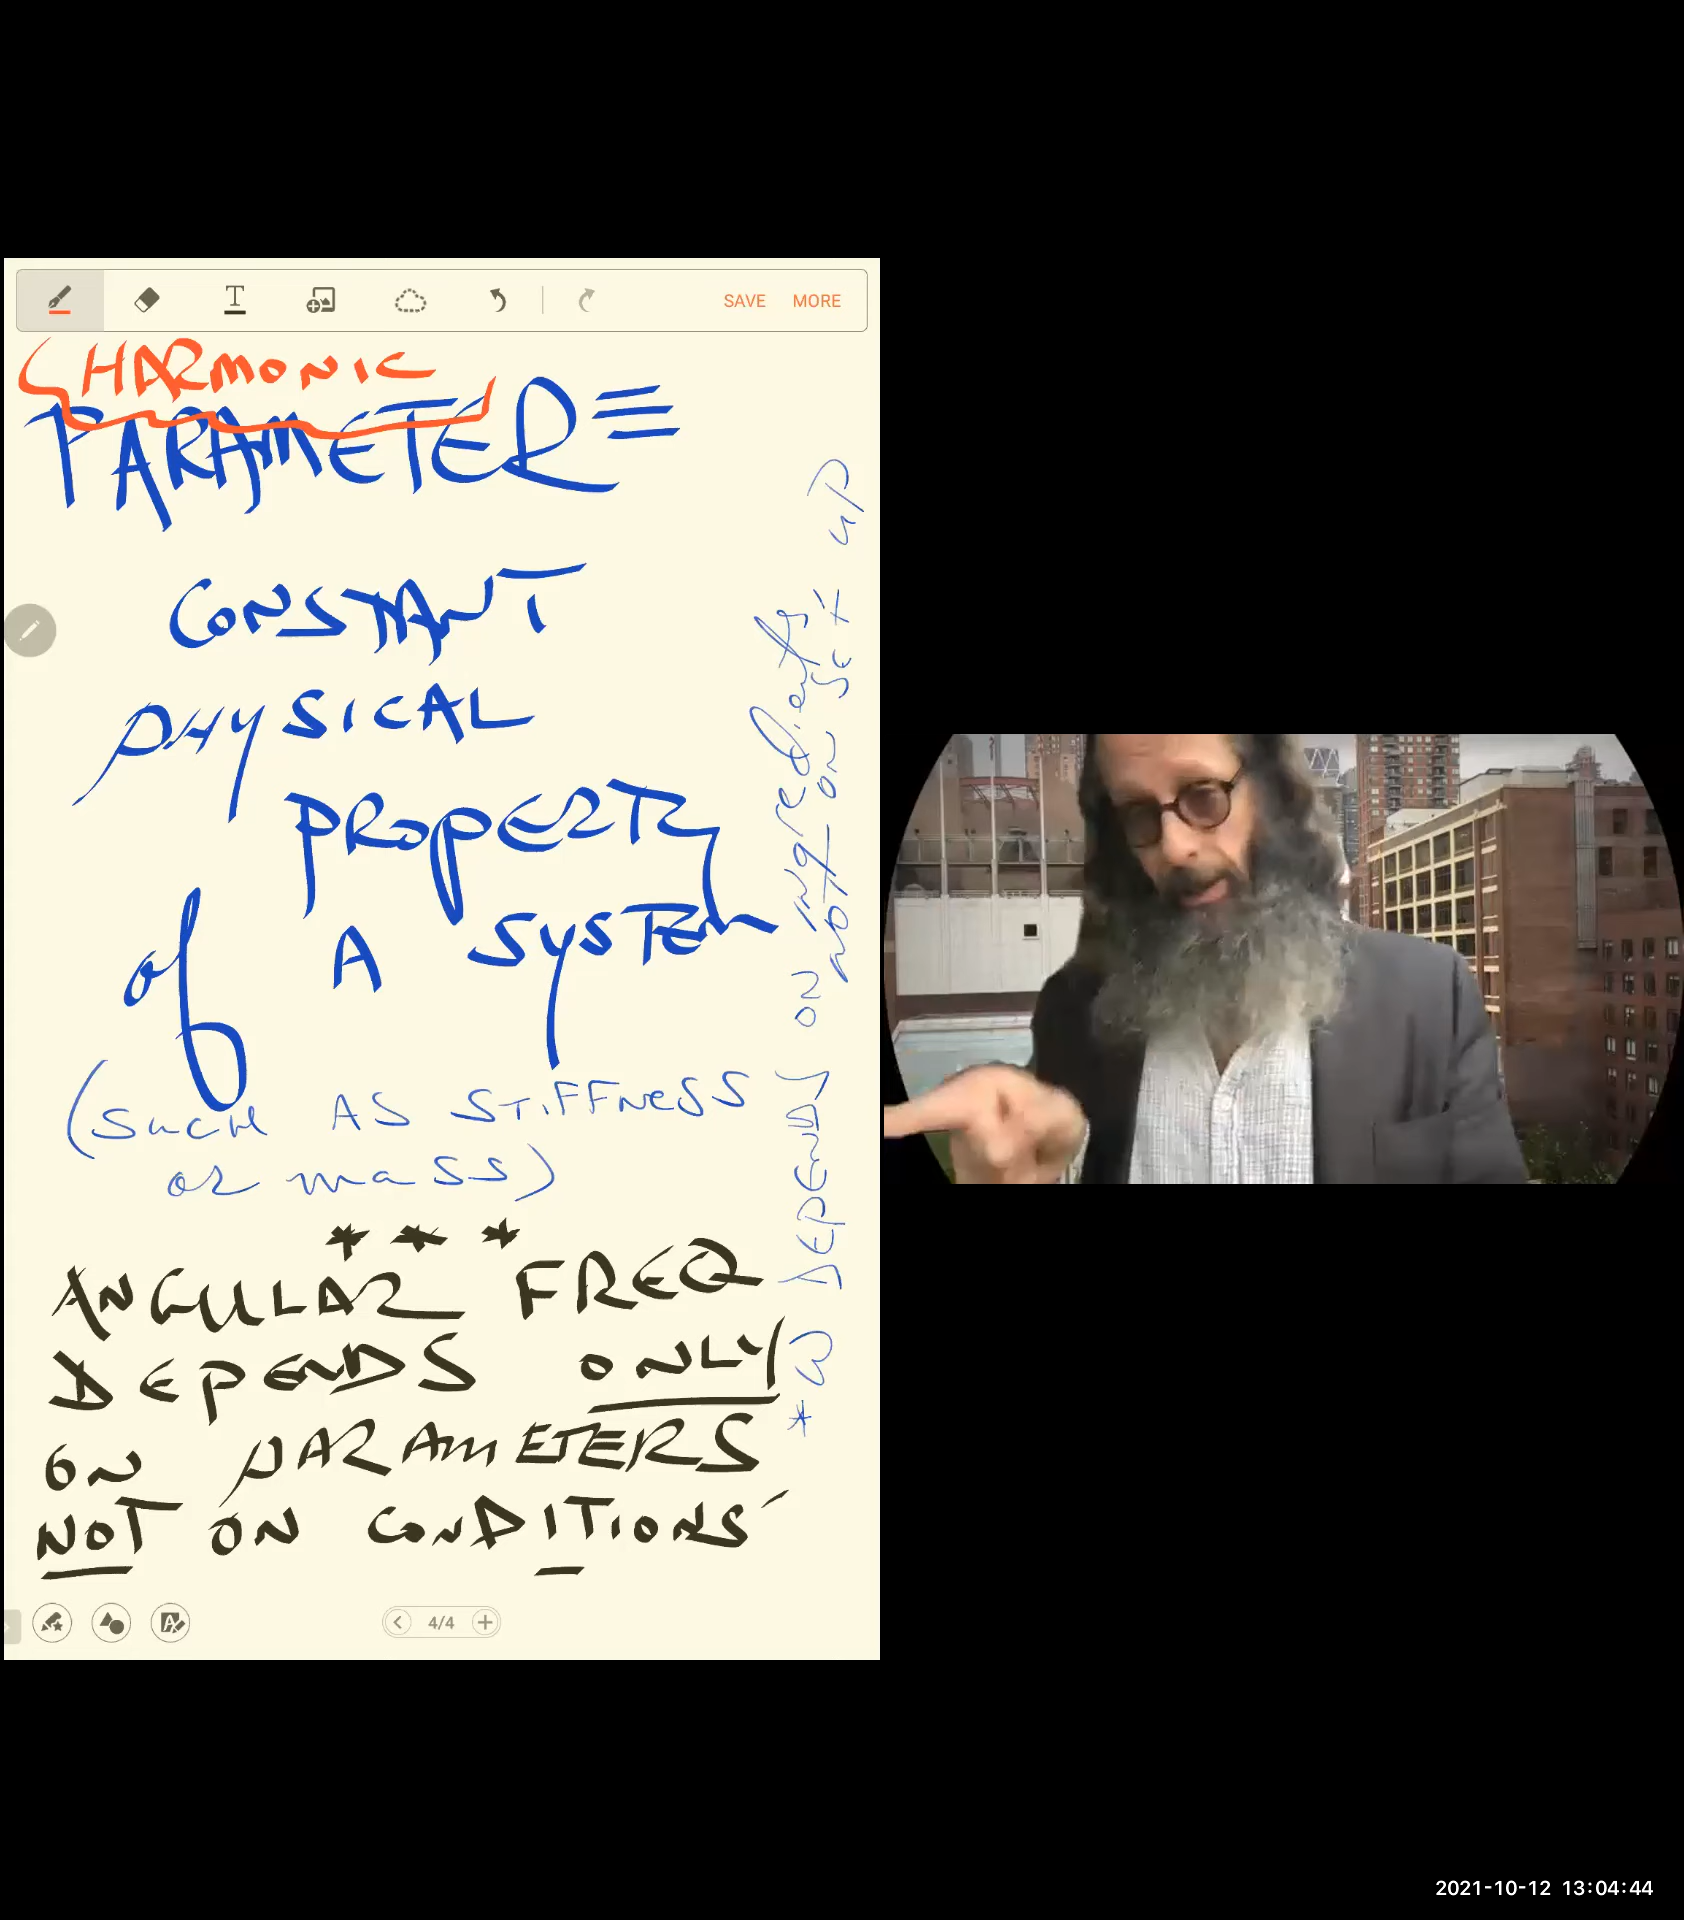 SAVE MORE
HARMONIC
PARAMETER ≡
CONSTANT
PHYSICAL
PROPERTY
of A SYSTEM
(SUCH AS STIFFNESS
OR MASS)
* * *
ANGULAR FREQ
DEPENDS ONLY
ON PARAMETERS
NOT ON CONDITIONS
* ω DEPENDS ON INgredients
NOT ON SET UP
4/4
2021-10-12 13:04:44